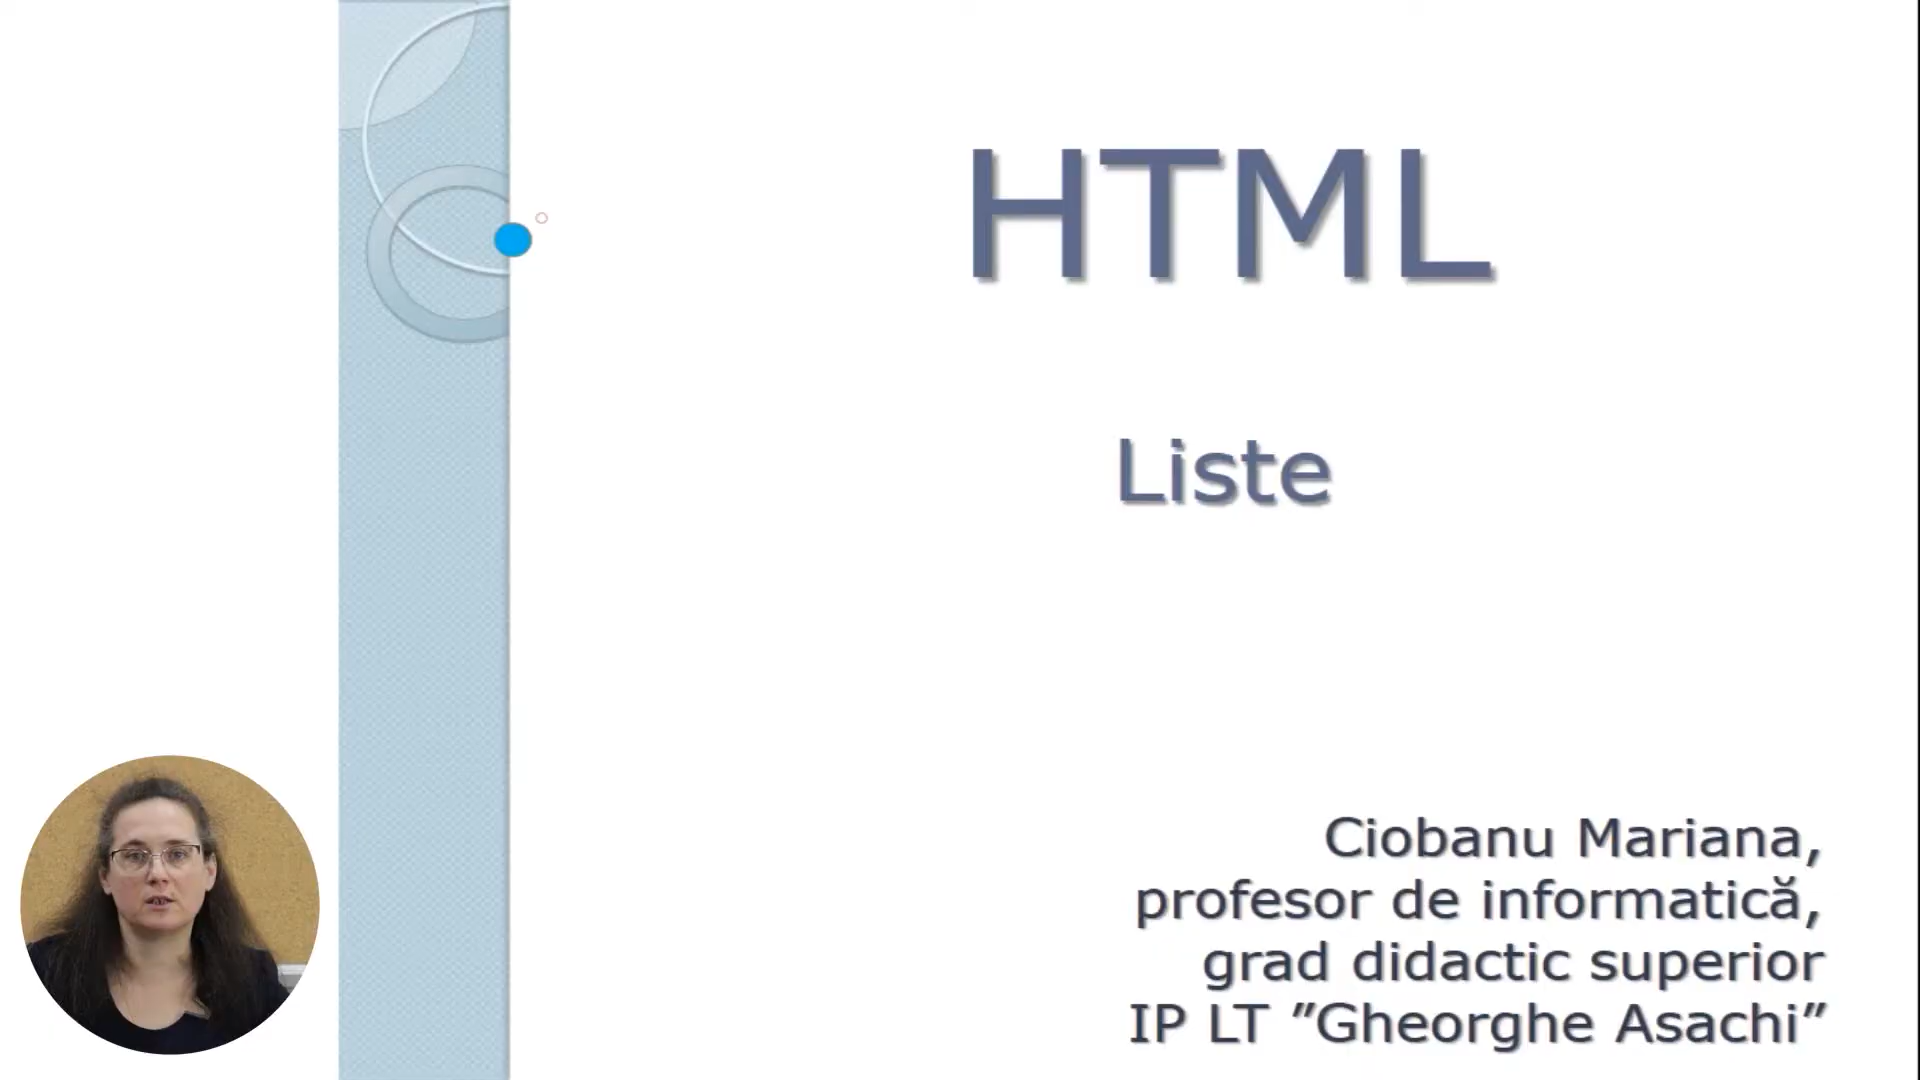 HTML
Liste
Ciobanu Mariana,
profesor de informatică,
grad didactic superior
IP LT ”Gheorghe Asachi”